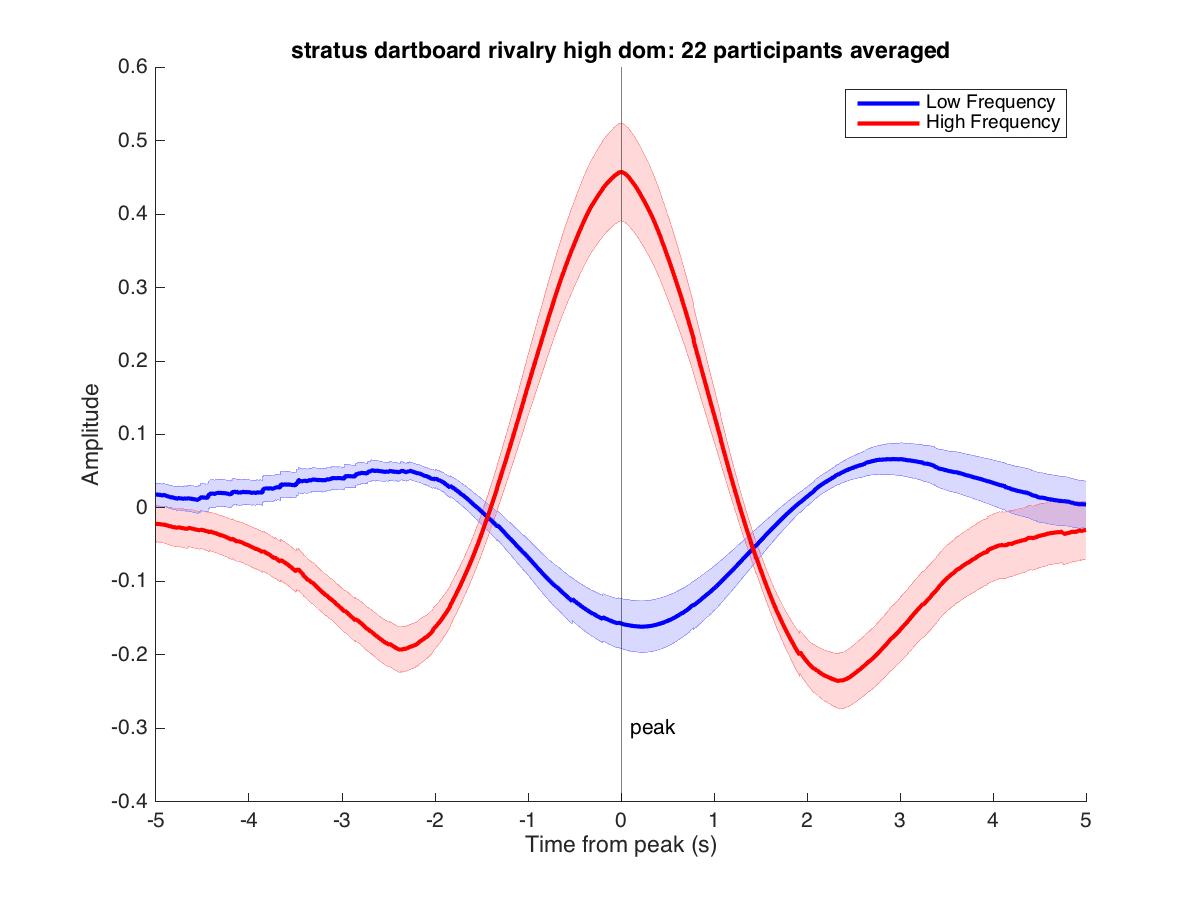 stratus dartboard rivalry high dom: 22 participants averaged
Low Frequency
High Frequency
0.6
0.5
0.4
0.3
0.2
0.1
0
-0.1
-0.2
-0.3
-0.4
Amplitude
peak
-5 -4 -3 -2 -1 0 1 2 3 4 5
Time from peak (s)